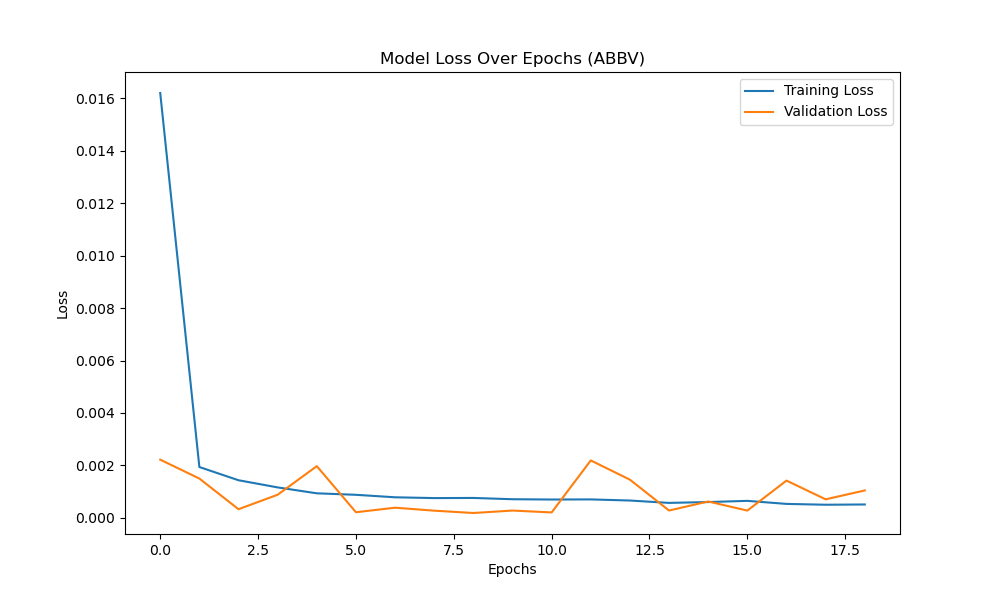 Model Loss Over Epochs (ABBV)
Training Loss
Validation Loss
0.016
0.014
0.012
0.010
0.008
0.006
0.004
0.002
0.000
Loss
0.0 2.5 5.0 7.5 10.0 12.5 15.0 17.5
Epochs